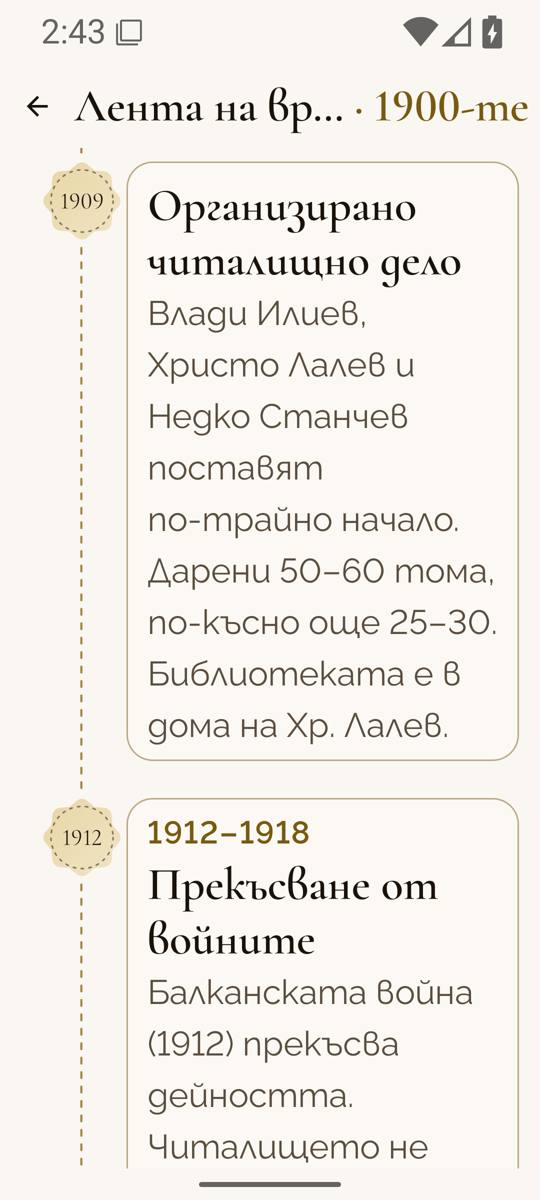 2:43
Лента на вр... · 1900-те
1909
Организирано
читалищно дело
Влади Илиев,
Христо Лалев и
Недко Станчев
поставят
по-трайно начало.
Дарени 50–60 тома,
по-късно още 25–30.
Библиотеката е в
дома на Хр. Лалев.
1912
1912–1918
Прекъсване от
войните
Балканската война
(1912) прекъсва
дейността.
Читалището не